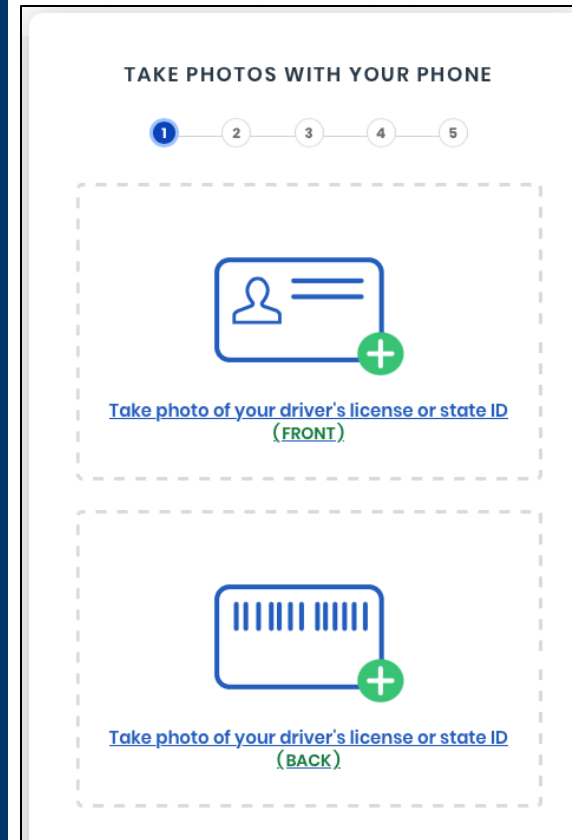 TAKE PHOTOS WITH YOUR PHONE
1 2 3 4 5
Take photo of your driver's license or state ID
(FRONT)
Take photo of your driver's license or state ID
(BACK)